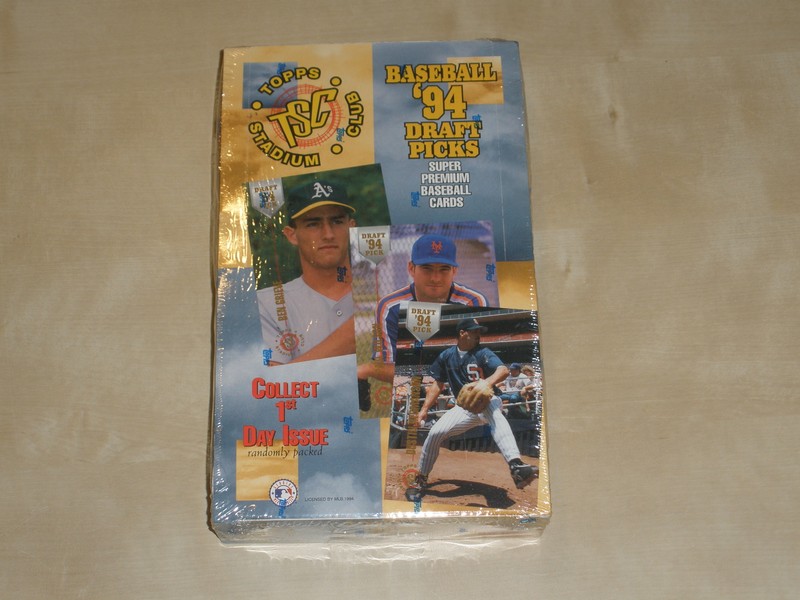 TOPPS
STADIUM CLUB
TSC
BASEBALL
'94
DRAFT
PICKS
SUPER
PREMIUM
BASEBALL
CARDS
DRAFT
A's
DRAFT
'94
PICK
DRAFT
'94
PICK
COLLECT
1st
DAY ISSUE
randomly packed